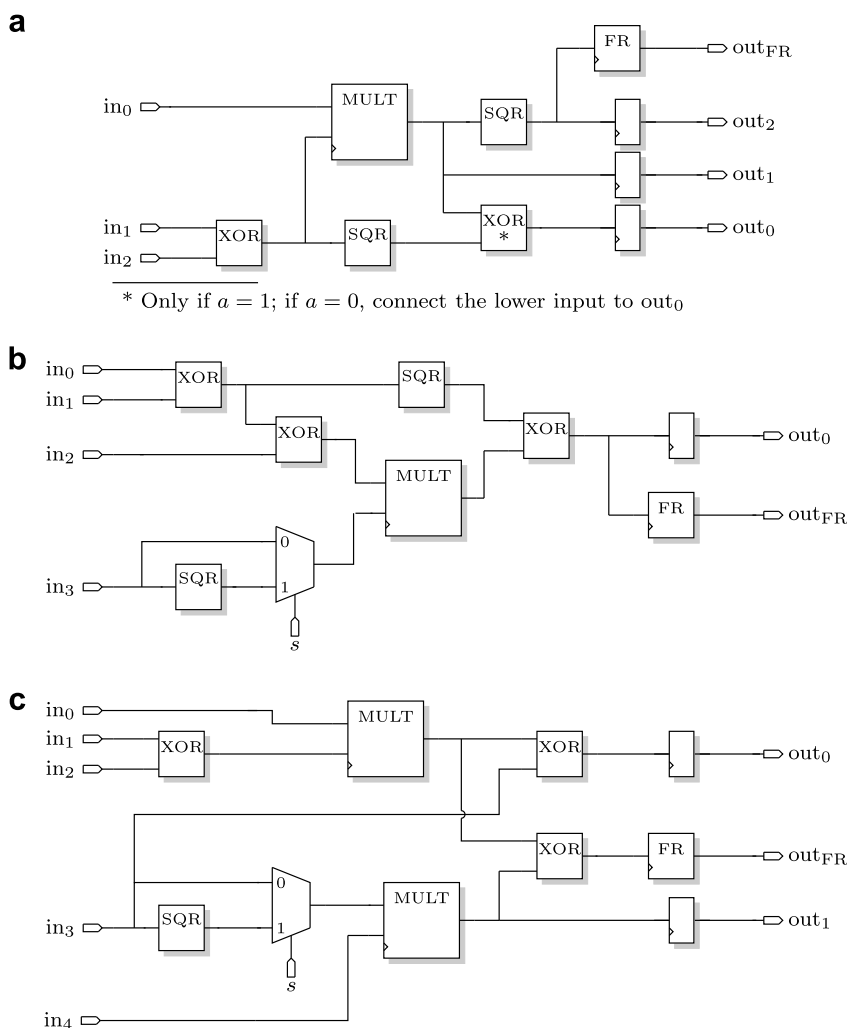 a
FR
out_FR
in_0
MULT
SQR
out_2
out_1
in_1
XOR
SQR
XOR
*
out_0
in_2
* Only if a = 1; if a = 0, connect the lower input to out_0
b
in_0
XOR
SQR
in_1
XOR
XOR
out_0
in_2
MULT
FR
out_FR
0
in_3
SQR
1
s
c
in_0
MULT
in_1
XOR
XOR
out_0
in_2
XOR
FR
out_FR
0
MULT
in_3
SQR
1
out_1
s
in_4